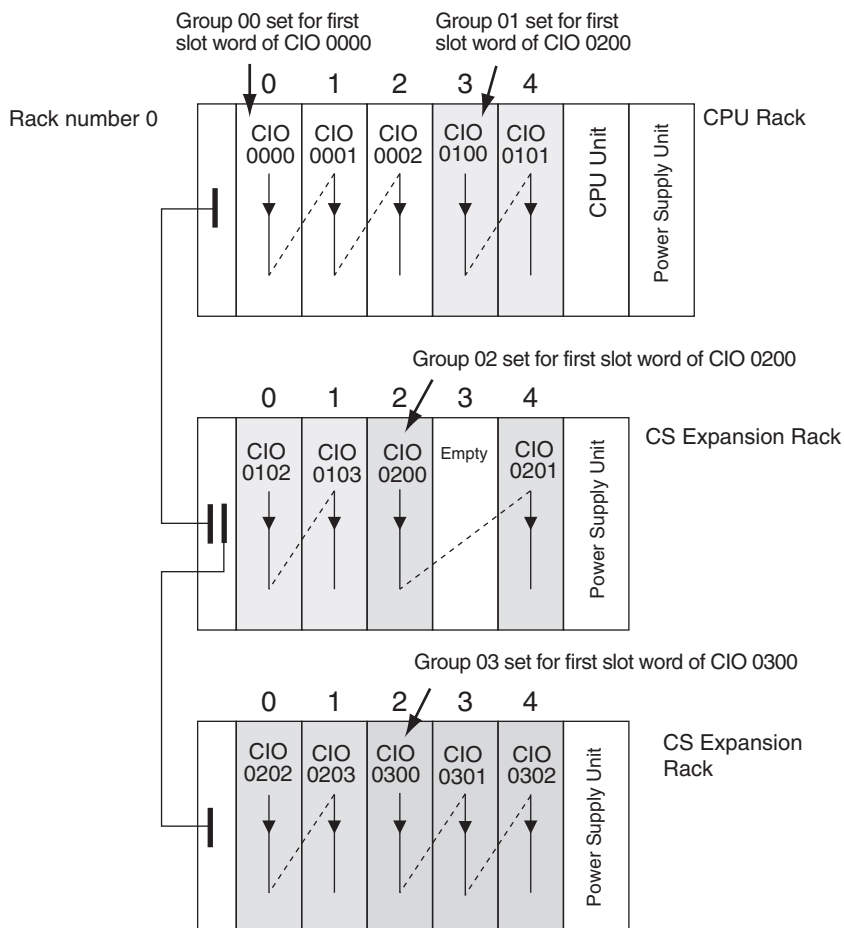 Group 00 set for first
slot word of CIO 0000
Group 01 set for first
slot word of CIO 0200
0 1 2 3 4
Rack number 0
CIO
0000
CIO
0001
CIO
0002
CIO
0100
CIO
0101
CPU Unit
Power Supply Unit
CPU Rack
Group 02 set for first slot word of CIO 0200
0 1 2 3 4
CIO
0102
CIO
0103
CIO
0200
Empty
CIO
0201
Power Supply Unit
CS Expansion Rack
Group 03 set for first slot word of CIO 0300
0 1 2 3 4
CIO
0202
CIO
0203
CIO
0300
CIO
0301
CIO
0302
Power Supply Unit
CS Expansion
Rack